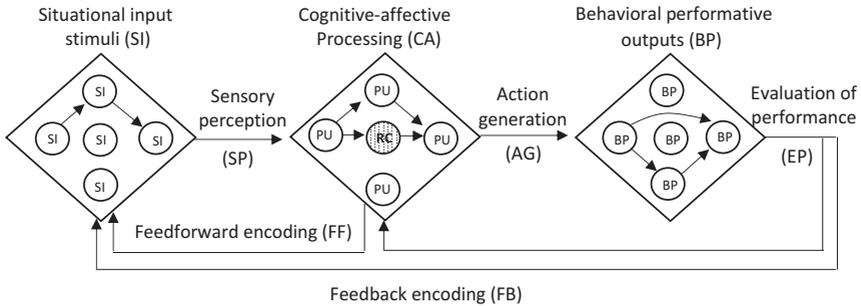 Situational input
stimuli (SI)
Cognitive-affective
Processing (CA)
Behavioral performative
outputs (BP)
SI
SI
SI
SI
SI
Sensory
perception
(SP)
PU
PU
RC
PU
PU
Action
generation
(AG)
BP
BP
BP
BP
BP
Evaluation of
performance
(EP)
Feedforward encoding (FF)
Feedback encoding (FB)